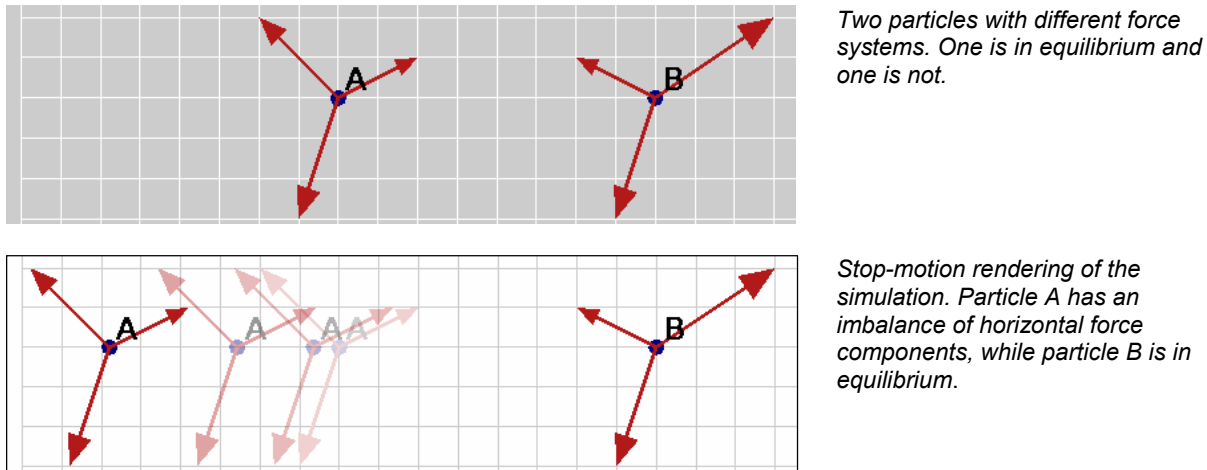 A
B
Two particles with different force
systems. One is in equilibrium and
one is not.
A
A
A
A
B
Stop-motion rendering of the
simulation. Particle A has an
imbalance of horizontal force
components, while particle B is in
equilibrium.